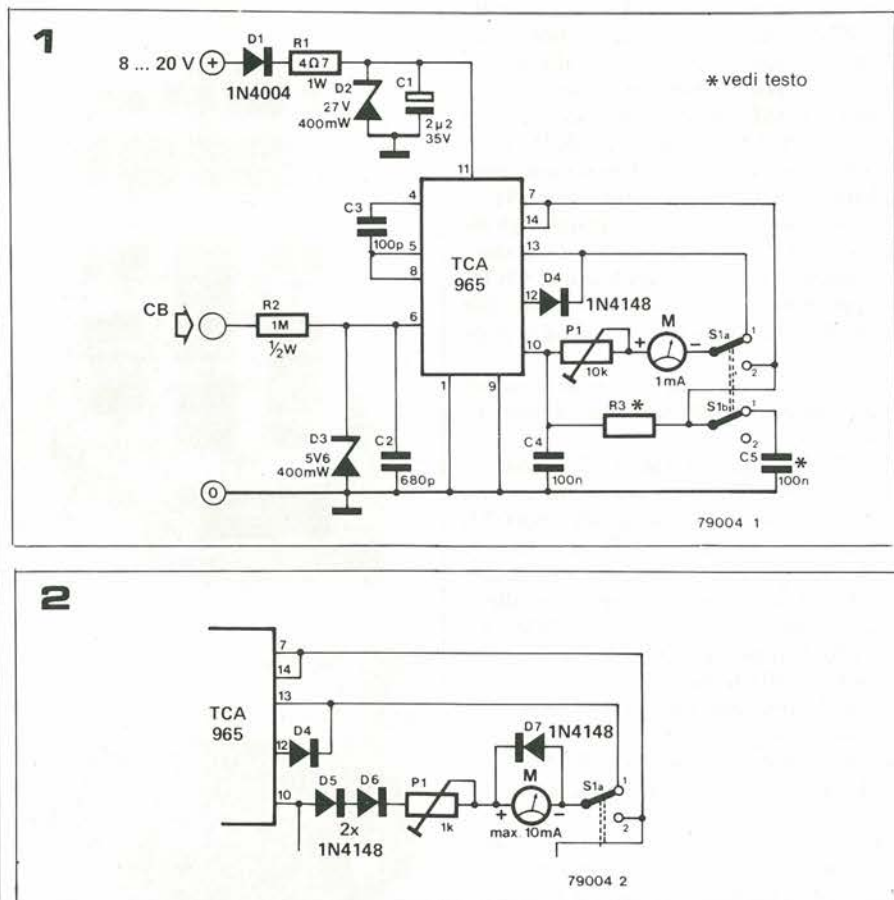 1
8 ... 20 V
+
D1
1N4004
R1
4Ω7
1W
D2
27V
400mW
C1
2µ2
35V
* vedi testo
11
4
C3
100p
5
8
TCA
965
7
14
13
12
D4
1N4148
10
CB
R2
1M
½W
6
1
9
P1
10k
+
M
-
1mA
S1a
1
2
R3 *
S1b
1
2
C5
*
100n
D3
5V6
400mW
C2
680p
C4
100n
0
79004 1
2
TCA
965
7
14
13
12
D4
10
D5
D6
2x
1N4148
P1
1k
D7
1N4148
M
+
-
max. 10mA
S1a
1
2
79004 2